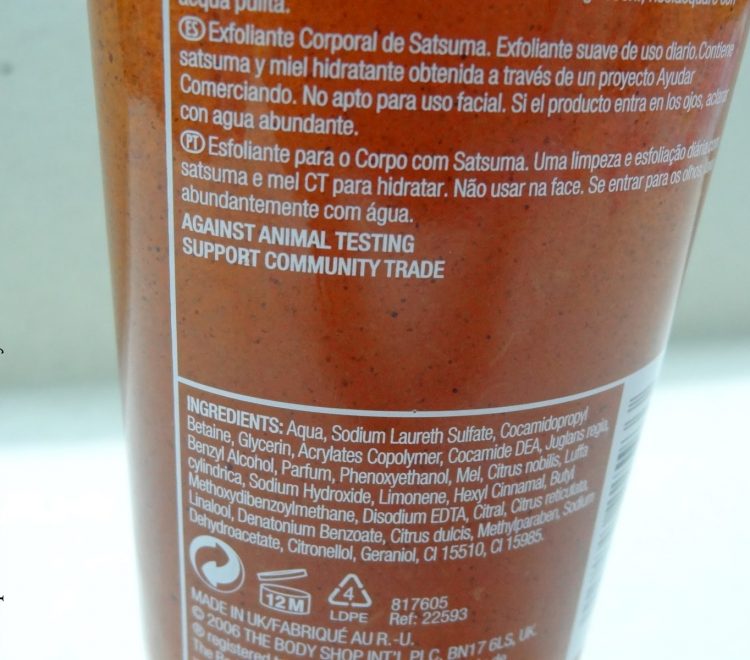 acqua pulita.
ES Exfoliante Corporal de Satsuma. Exfoliante suave de uso diario. Contiene
satsuma y miel hidratante obtenida a través de un proyecto Ayudar
Comerciando. No apto para uso facial. Si el producto entra en los ojos, aclarar
con agua abundante.
PT Esfoliante para o Corpo com Satsuma. Uma limpeza e esfoliação diária com
satsuma e mel CT para hidratar. Não usar na face. Se entrar para os olhos
abundantemente com água.
AGAINST ANIMAL TESTING
SUPPORT COMMUNITY TRADE
INGREDIENTS: Aqua, Sodium Laureth Sulfate, Cocamidopropyl
Betaine, Glycerin, Acrylates Copolymer, Cocamide DEA, Juglans regia,
Benzyl Alcohol, Parfum, Phenoxyethanol, Mel, Citrus nobilis, Luffa
cylindrica, Sodium Hydroxide, Limonene, Hexyl Cinnamal, Butyl
Methoxydibenzoylmethane, Disodium EDTA, Citral, Citrus reticulata,
Linalool, Denatonium Benzoate, Citrus dulcis, Methylparaben, Sodium
Dehydroacetate, Citronellol, Geraniol, CI 15510, CI 15985.
12 M
4
LDPE
817605
Ref: 22593
MADE IN UK/FABRIQUÉ AU R.-U.
© 2006 THE BODY SHOP INT'L PLC, BN17 6LS, UK.
® registered
The